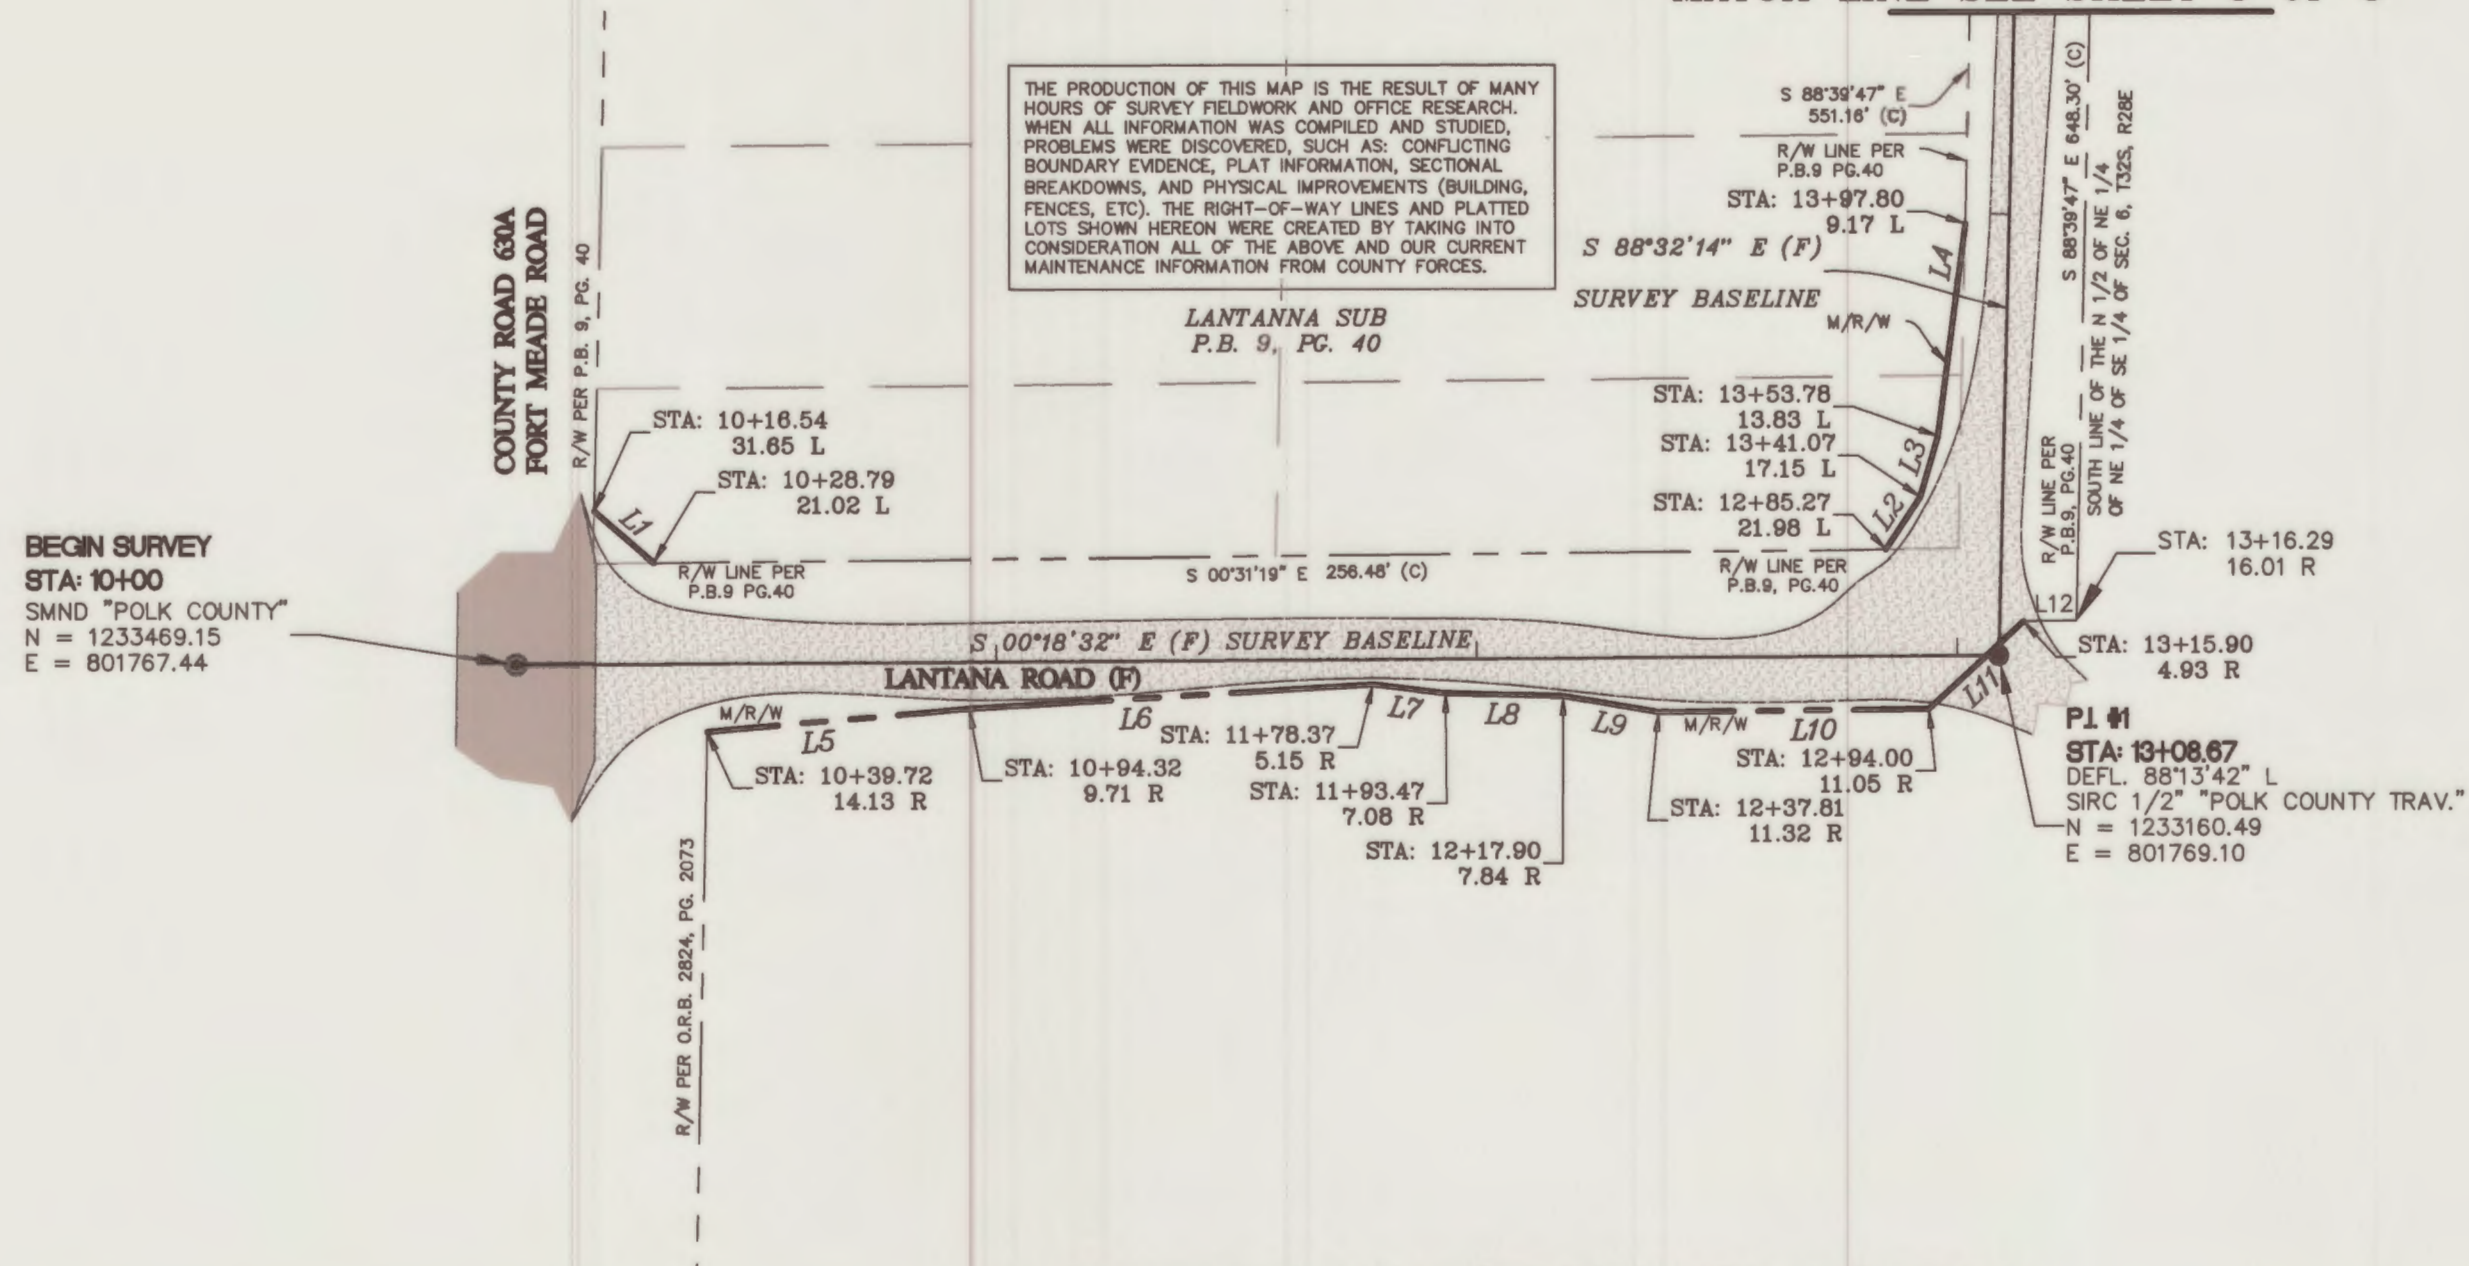 THE PRODUCTION OF THIS MAP IS THE RESULT OF MANY
HOURS OF SURVEY FIELDWORK AND OFFICE RESEARCH.
WHEN ALL INFORMATION WAS COMPILED AND STUDIED,
PROBLEMS WERE DISCOVERED, SUCH AS: CONFLICTING
BOUNDARY EVIDENCE, PLAT INFORMATION, SECTIONAL
BREAKDOWNS, AND PHYSICAL IMPROVEMENTS (BUILDING,
FENCES, ETC). THE RIGHT-OF-WAY LINES AND PLATTED
LOTS SHOWN HEREON WERE CREATED BY TAKING INTO
CONSIDERATION ALL OF THE ABOVE AND OUR CURRENT
MAINTENANCE INFORMATION FROM COUNTY FORCES.
LANTANNA SUB
P.B. 9, PG. 40
COUNTY ROAD 630A
FORT MEADE ROAD
R/W PER P.B. 9, PG. 40
STA: 10+16.54
31.65 L
STA: 10+28.79
21.02 L
L1
R/W LINE PER
P.B.9 PG.40
S 00°31'19" E 256.48' (C)
R/W LINE PER
P.B.9, PG.40
BEGIN SURVEY
STA: 10+00
SMND "POLK COUNTY"
N = 1233469.15
E = 801767.44
S 00°18'32" E (F) SURVEY BASELINE
LANTANA ROAD (F)
M/R/W
L5
L6
L7
L8
L9
M/R/W
L10
L11
STA: 10+39.72
14.13 R
STA: 10+94.32
9.71 R
STA: 11+78.37
5.15 R
STA: 11+93.47
7.08 R
STA: 12+17.90
7.84 R
STA: 12+37.81
11.32 R
STA: 12+94.00
11.05 R
R/W PER O.R.B. 2824, PG. 2073
S 88°39'47" E
551.16' (C)
R/W LINE PER
P.B.9 PG.40
STA: 13+97.80
9.17 L
S 88°32'14" E (F)
SURVEY BASELINE
M/R/W
L4
STA: 13+53.78
13.83 L
STA: 13+41.07
17.15 L
L3
STA: 12+85.27
21.98 L
L2
S 88°39'47" E 648.30' (C)
SOUTH LINE OF THE N 1/2 OF NE 1/4
OF NE 1/4 OF SE 1/4 OF SEC. 6, T32S, R28E
R/W LINE PER
P.B.9, PG.40
L12
STA: 13+16.29
16.01 R
STA: 13+15.90
4.93 R
P.I. #1
STA: 13+08.67
DEFL. 88°13'42" L
SIRC 1/2" "POLK COUNTY TRAV."
N = 1233160.49
E = 801769.10